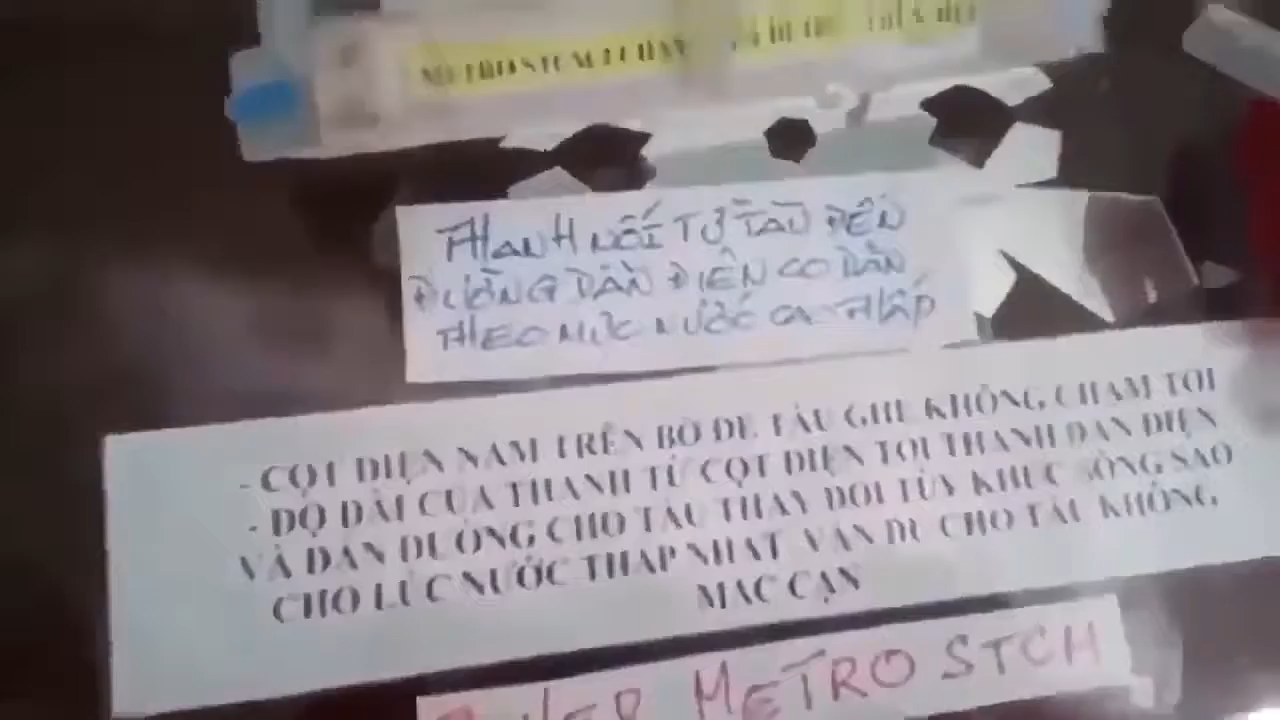 THANH NỐI TỪ TÀU ĐẾN
ĐƯỜNG DẪN ĐIỆN CO DẪN
THEO MỰC NƯỚC CAO THẤP
- CỘT ĐIỆN NẰM TRÊN BỜ ĐỂ TÀU GHE KHÔNG CHẠM TỚI
- ĐỘ DÀI CỦA THANH TỪ CỘT ĐIỆN TỚI THANH DẪN ĐIỆN
VÀ DẪN ĐƯỜNG CHO TÀU THAY ĐỔI TÙY KHÚC SÔNG SAO
CHO LÚC NƯỚC THẤP NHẤT VẪN ĐỦ CHO TÀU KHÔNG
MẮC CẠN
METRO STCH